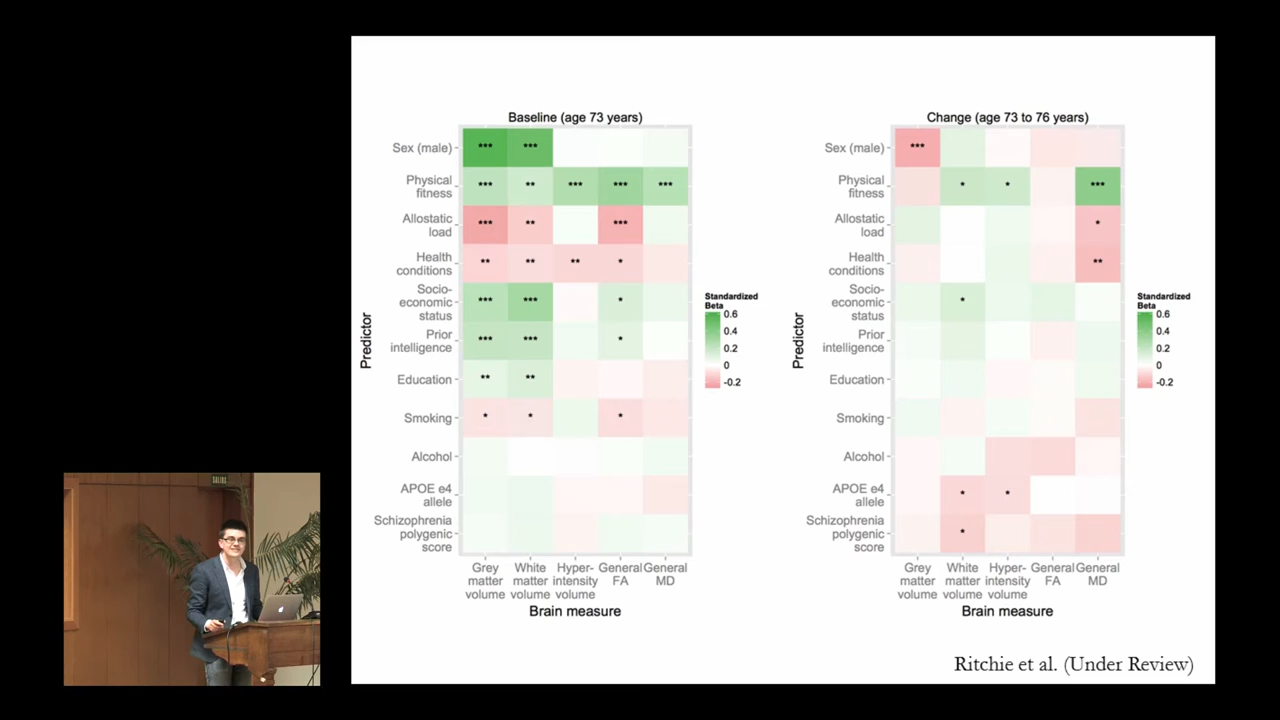 Baseline (age 73 years)
Sex (male)
Physical
fitness
Allostatic
load
Health
conditions
Socio-
economic
status
Prior
intelligence
Education
Smoking
Alcohol
APOE e4
allele
Schizophrenia
polygenic
score
Predictor
*** ***
*** ** *** *** ***
*** ** ***
** ** ** *
*** *** *
*** *** *
** **
* * *
Grey
matter
volume
White
matter
volume
Hyper-
intensity
volume
General
FA
General
MD
Brain measure
Standardized
Beta
0.6
0.4
0.2
0
-0.2
Change (age 73 to 76 years)
Sex (male)
Physical
fitness
Allostatic
load
Health
conditions
Socio-
economic
status
Prior
intelligence
Education
Smoking
Alcohol
APOE e4
allele
Schizophrenia
polygenic
score
Predictor
***
* * ***
*
**
*
* *
*
Grey
matter
volume
White
matter
volume
Hyper-
intensity
volume
General
FA
General
MD
Brain measure
Standardized
Beta
0.6
0.4
0.2
0
-0.2
Ritchie et al. (Under Review)
SALIDA